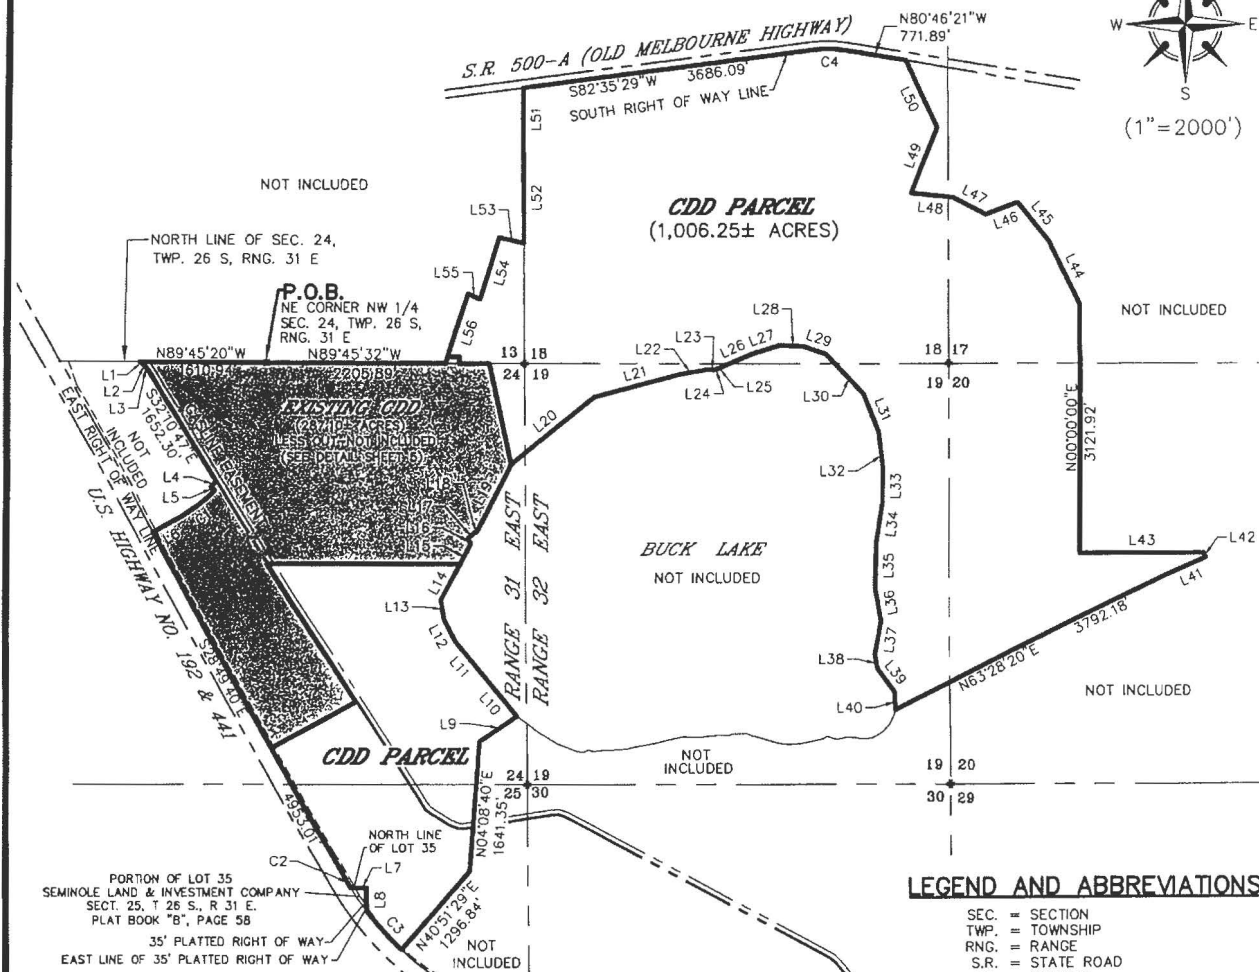 N80°46'21"W
771.89'
W
E
S
(1"=2000')
S.R. 500-A (OLD MELBOURNE HIGHWAY)
S82°35'29"W 3686.09'
SOUTH RIGHT OF WAY LINE
C4
L51
L50
L49
L52
NOT INCLUDED
CDD PARCEL
(1,006.25± ACRES)
L48
L47
L46
L45
L44
L53
NORTH LINE OF SEC. 24,
TWP. 26 S, RNG. 31 E
L54
L55
P.O.B.
NE CORNER NW 1/4
SEC. 24, TWP. 26 S,
RNG. 31 E
L56
NOT INCLUDED
N89°45'20"W
1610.94'
N89°45'32"W
2205.89'
13 18
24 19
18 17
19 20
L1
L2
L3
L28
L23
L26
L27
L29
L22
L24
L25
L21
L30
L20
L31
L32
EXISTING CDD
(287.10± ACRES)
LESS OUT-NOT INCLUDED
(SEE DETAIL SHEET 5)
S32°10'47"E
1652.30'
GASLINE EASEMENT
NOT
INCLUDED
EAST RIGHT OF WAY LINE
U.S. HIGHWAY NO. 192 & 441
L4
L5
L18
L19
L17
L16
L15
L14
L13
L12
L11
L10
L9
RANGE 31 EAST
RANGE 32 EAST
BUCK LAKE
NOT INCLUDED
L33
L34
L35
L36
L37
L38
L39
L40
N00°00'00"E
3121.92'
L43
L42
L41
3792.18'
N63°28'20"E
NOT INCLUDED
S28°49'40"E
4953.01'
CDD PARCEL
NOT
INCLUDED
24 19
25 30
19 20
30 29
N04°08'40"E
1641.35'
NORTH LINE
OF LOT 35
C2
L7
L8
C3
PORTION OF LOT 35
SEMINOLE LAND & INVESTMENT COMPANY
SECT. 25, T 26 S., R 31 E.
PLAT BOOK "B", PAGE 58
35' PLATTED RIGHT OF WAY
EAST LINE OF 35' PLATTED RIGHT OF WAY
N40°51'29"E
1296.84'
NOT
INCLUDED
LEGEND AND ABBREVIATIONS
SEC. = SECTION
TWP. = TOWNSHIP
RNG. = RANGE
S.R. = STATE ROAD